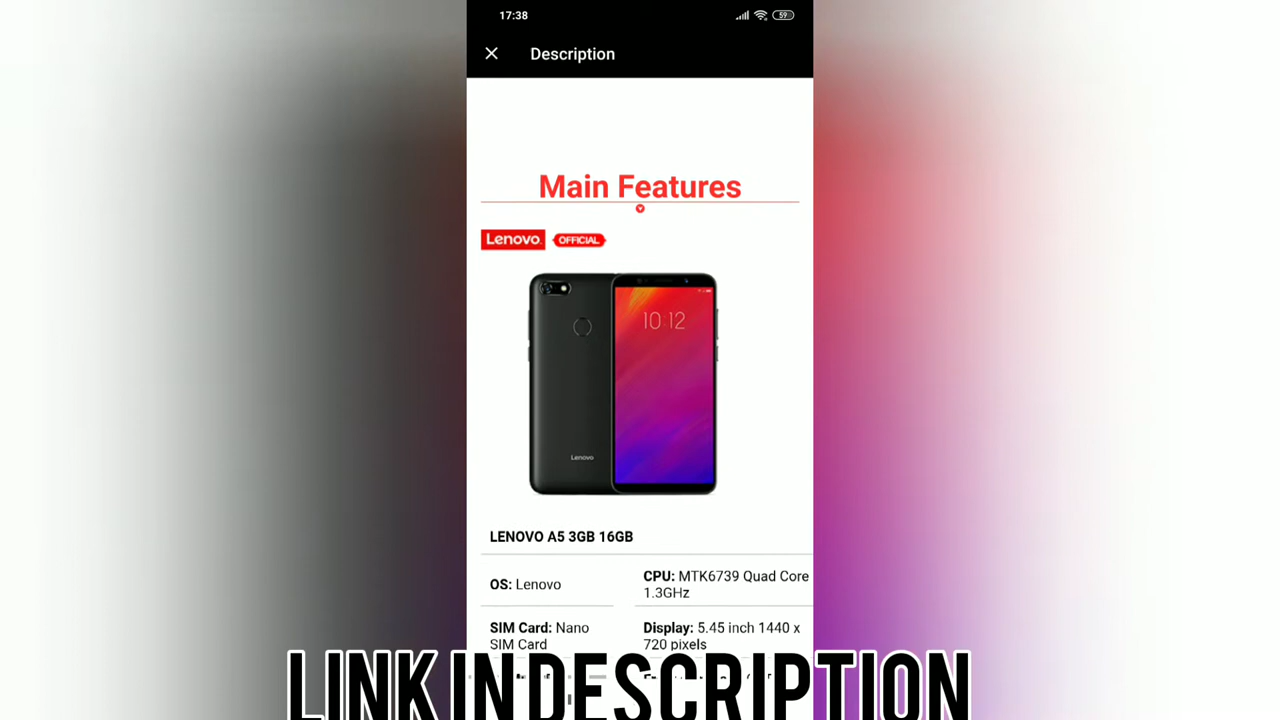 17:38
59
Description
Main Features
Lenovo. OFFICIAL
10:12
Lenovo
LENOVO A5 3GB 16GB
OS: Lenovo
CPU: MTK6739 Quad Core
1.3GHz
SIM Card: Nano
SIM Card
Display: 5.45 inch 1440 x
720 pixels
LINK IN DESCRIPTION